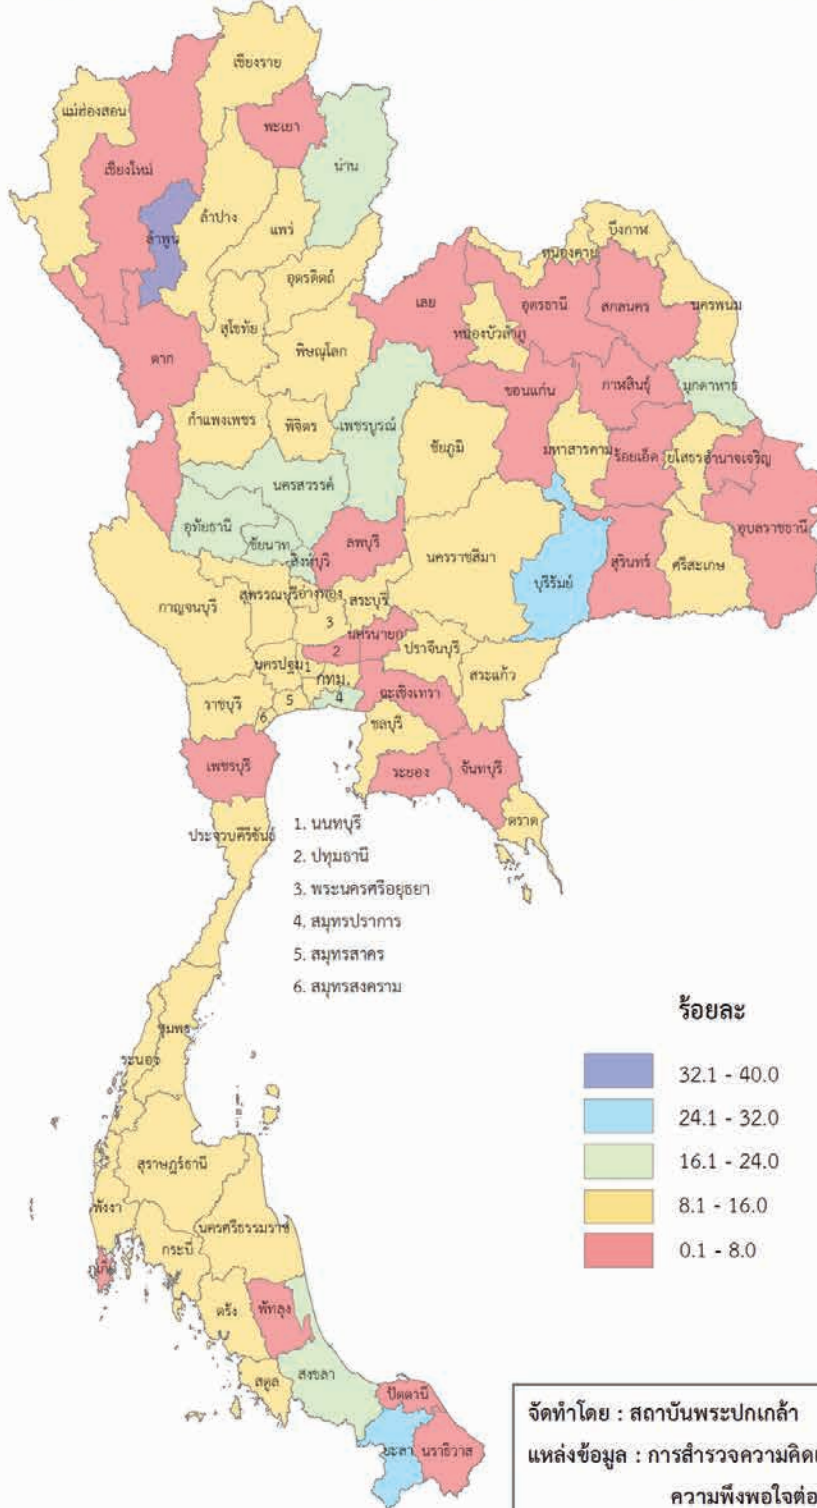 เชียงราย
แม่ฮ่องสอน
พะเยา
เชียงใหม่
น่าน
ลำปาง
ลำพูน
แพร่
บึงกาฬ
หนองคาย
อุตรดิตถ์
เลย
อุดรธานี
สกลนคร
นครพนม
สุโขทัย
หนองบัวลำภู
ตาก
พิษณุโลก
ขอนแก่น
กาฬสินธุ์
มุกดาหาร
กำแพงเพชร
พิจิตร
เพชรบูรณ์
ชัยภูมิ
มหาสารคาม
ร้อยเอ็ด
ยโสธร
อำนาจเจริญ
นครสวรรค์
อุทัยธานี
ชัยนาท
สิงห์บุรี
ลพบุรี
นครราชสีมา
บุรีรัมย์
สุรินทร์
ศรีสะเกษ
อุบลราชธานี
กาญจนบุรี
สุพรรณบุรี
อ่างทอง
สระบุรี
3
นครนายก
2
ปราจีนบุรี
นครปฐม
1
กทม.
สระแก้ว
ราชบุรี
5
4
ฉะเชิงเทรา
6
ชลบุรี
เพชรบุรี
ระยอง
จันทบุรี
ตราด
ประจวบคีรีขันธ์
1. นนทบุรี
2. ปทุมธานี
3. พระนครศรีอยุธยา
4. สมุทรปราการ
5. สมุทรสาคร
6. สมุทรสงคราม
ชุมพร
ระนอง
สุราษฎร์ธานี
พังงา
นครศรีธรรมราช
กระบี่
ภูเก็ต
ตรัง
พัทลุง
สตูล
สงขลา
ปัตตานี
ยะลา
นราธิวาส
ร้อยละ
32.1 - 40.0
24.1 - 32.0
16.1 - 24.0
8.1 - 16.0
0.1 - 8.0
จัดทำโดย : สถาบันพระปกเกล้า
แหล่งข้อมูล : การสำรวจความคิดเ
ความพึงพอใจต่อ